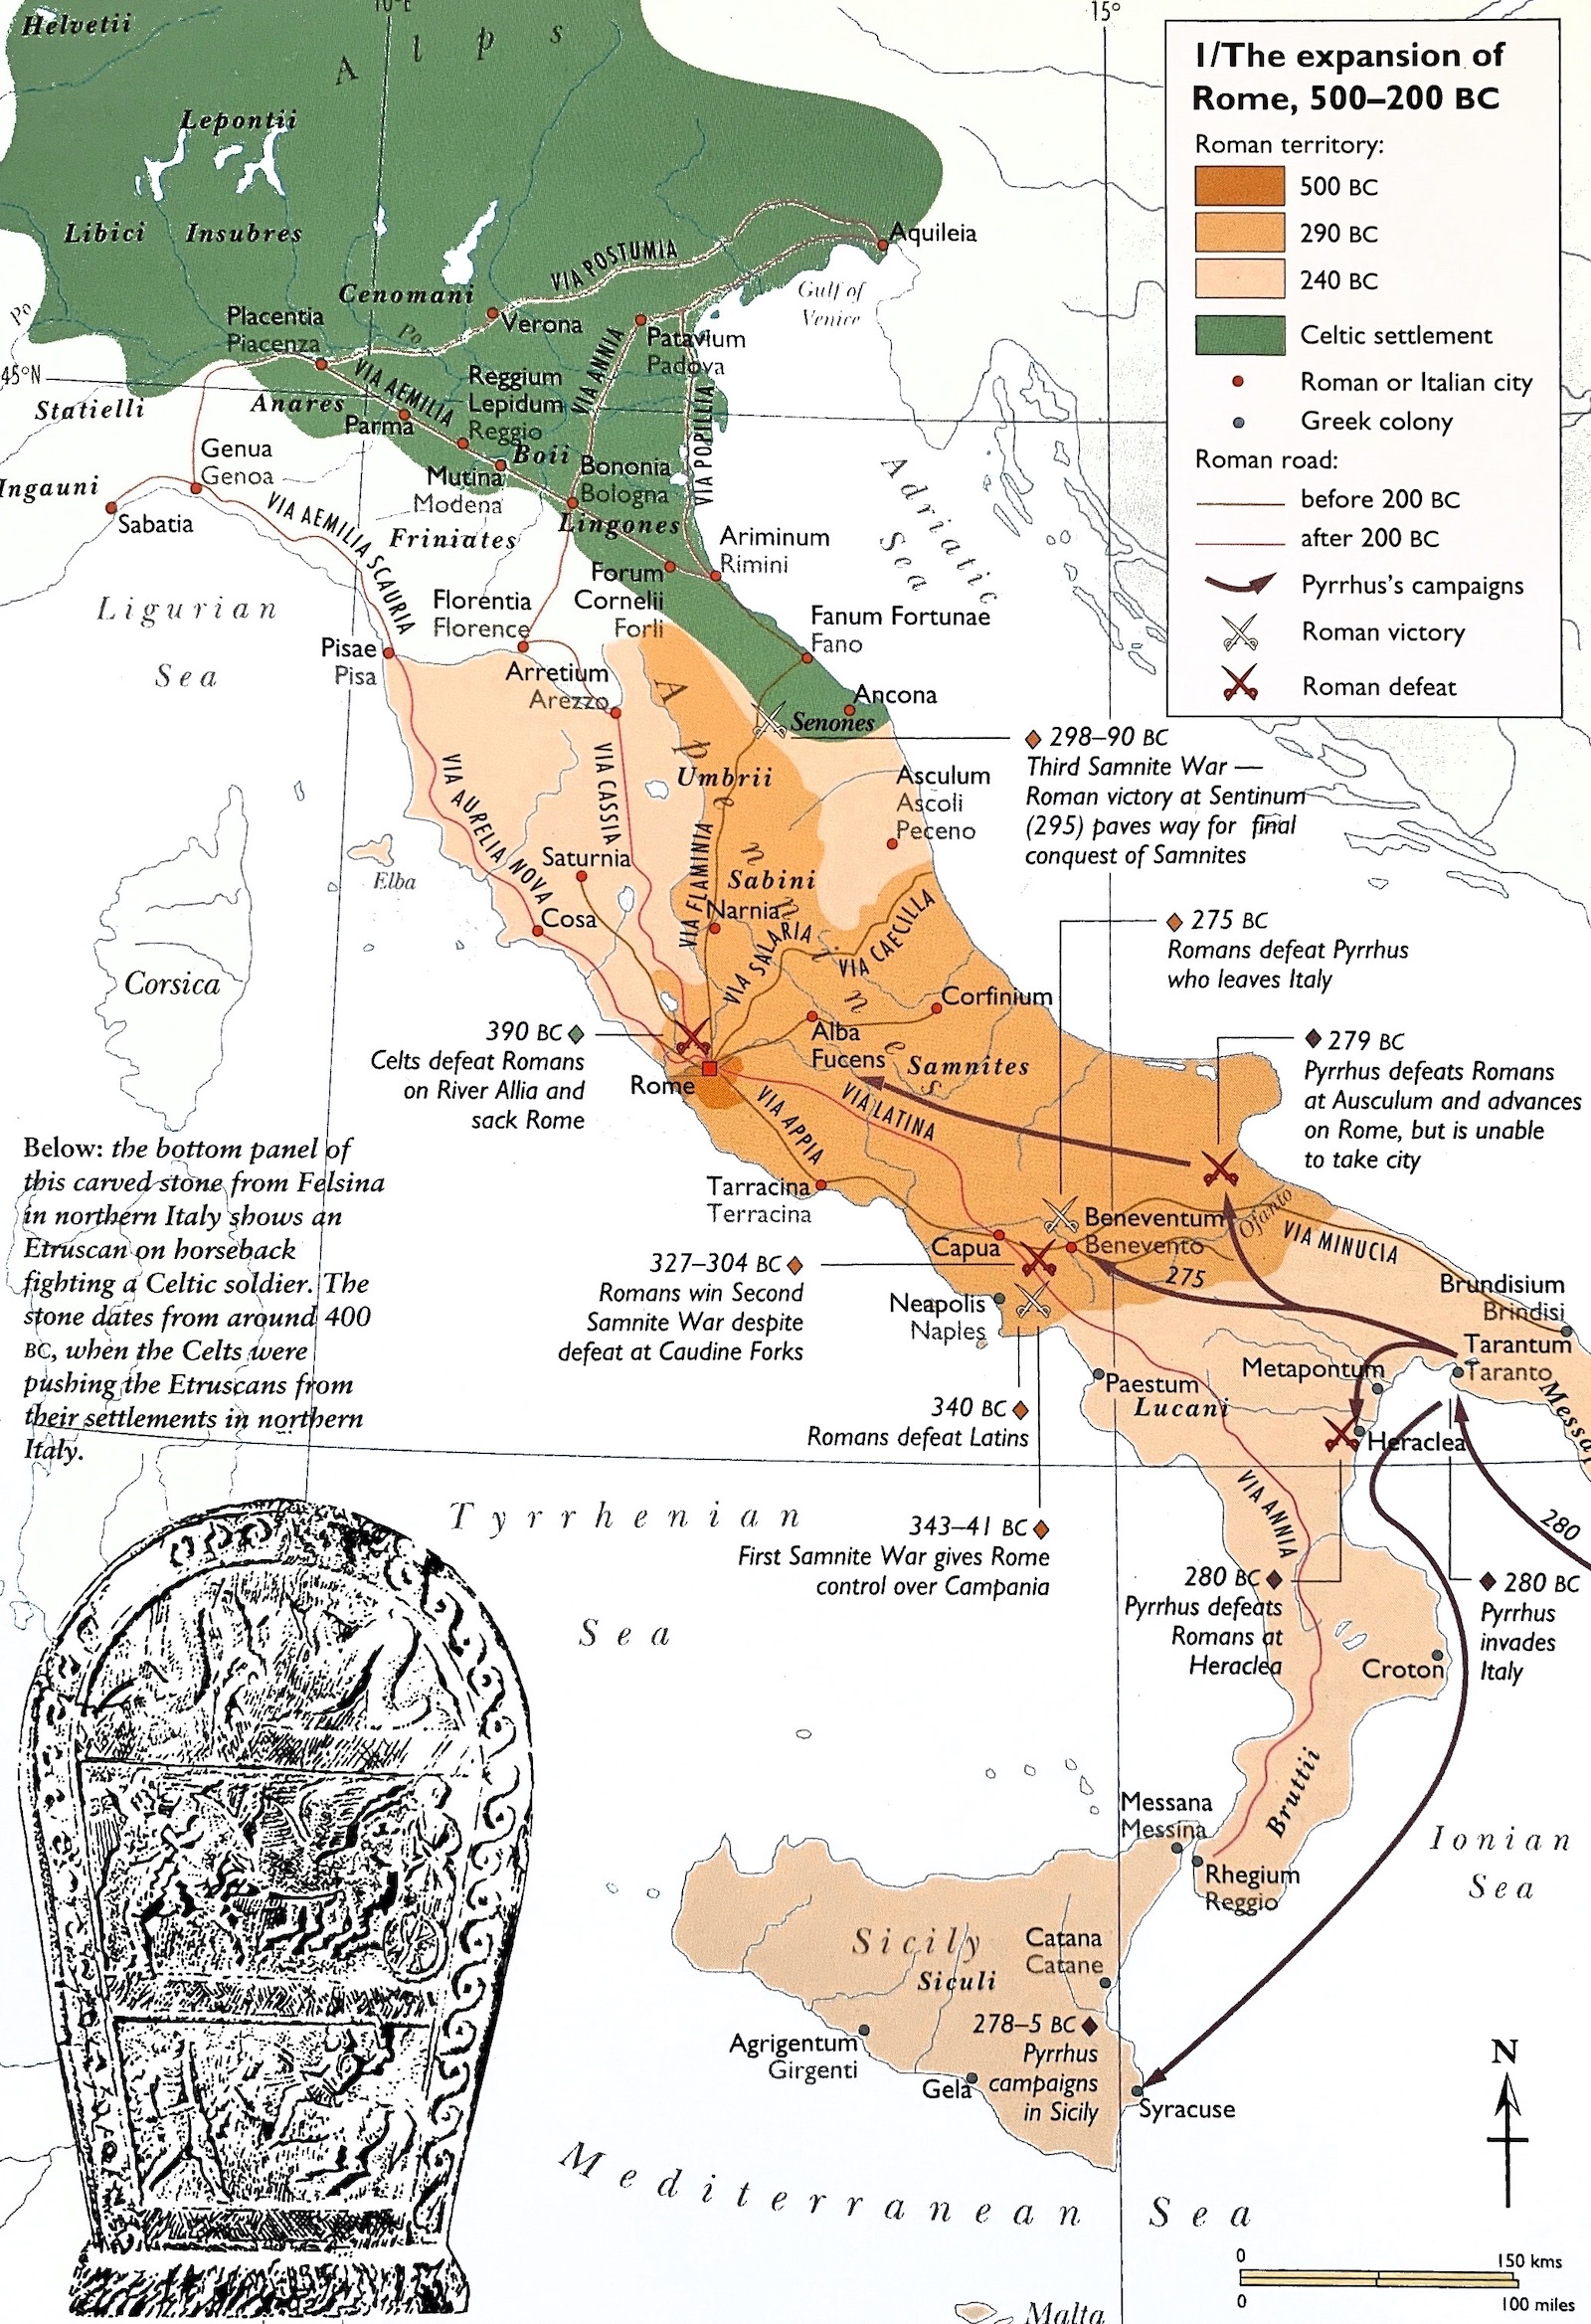 10°E
15°
Helvetii
Alps
Lepontii
Libici
Insubres
1/The expansion of
Rome, 500–200 BC
Roman territory:
500 BC
290 BC
240 BC
Celtic settlement
Roman or Italian city
Greek colony
Roman road:
before 200 BC
after 200 BC
Pyrrhus's campaigns
Roman victory
Roman defeat
Aquileia
VIA POSTUMIA
Gulf of
Venice
Cenomani
Verona
Placentia
Piacenza
Po
Po
Patavium
Padova
VIA ANNIA
VIA POPILLIA
45°N
Statielli
Anares
VIA AEMILIA
Parma
Reggium
Lepidum
Reggio
Boii
Mutina
Modena
Bononia
Bologna
Lingones
Genua
Genoa
Ingauni
Sabatia
VIA AEMILIA SCAURIA
Friniates
Adriatic
Sea
Ariminum
Rimini
Forum
Cornelii
Forli
Florentia
Florence
Fanum Fortunae
Fano
Ligurian
Sea
Pisae
Pisa
Arretium
Arezzo
Ancona
Senones
Apennines
298–90 BC
Third Samnite War —
Roman victory at Sentinum
(295) paves way for final
conquest of Samnites
Umbrii
Asculum
Ascoli
Peceno
VIA AURELIA NOVA
VIA CASSIA
VIA FLAMINIA
Elba
Saturnia
Sabini
Narnia
Cosa
VIA SALARIA
VIA CAECILLA
275 BC
Romans defeat Pyrrhus
who leaves Italy
Corsica
Corfinium
Alba
Fucens
Samnites
390 BC
Celts defeat Romans
on River Allia and
sack Rome
Rome
279 BC
Pyrrhus defeats Romans
at Ausculum and advances
on Rome, but is unable
to take city
VIA APPIA
VIA LATINA
Below: the bottom panel of
this carved stone from Felsina
in northern Italy shows an
Etruscan on horseback
fighting a Celtic soldier. The
stone dates from around 400
BC, when the Celts were
pushing the Etruscans from
their settlements in northern
Italy.
Tarracina
Terracina
Capua
Beneventum
Benevento
Ofanto
VIA MINUCIA
275
327–304 BC
Romans win Second
Samnite War despite
defeat at Caudine Forks
Neapolis
Naples
Brundisium
Brindisi
Tarantum
Taranto
Metapontum
Paestum
Lucani
Heraclea
340 BC
Romans defeat Latins
VIA ANNIA
280
Tyrrhenian
Sea
343–41 BC
First Samnite War gives Rome
control over Campania
280 BC
Pyrrhus defeats
Romans at
Heraclea
280 BC
Pyrrhus
invades
Italy
Croton
Bruttii
Messana
Messina
Rhegium
Reggio
Ionian
Sea
Sicily
Siculi
Catana
Catane
278–5 BC
Pyrrhus
campaigns
in Sicily
Agrigentum
Girgenti
Gela
Syracuse
Mediterranean Sea
N
0 150 kms
0 100 miles
Malta